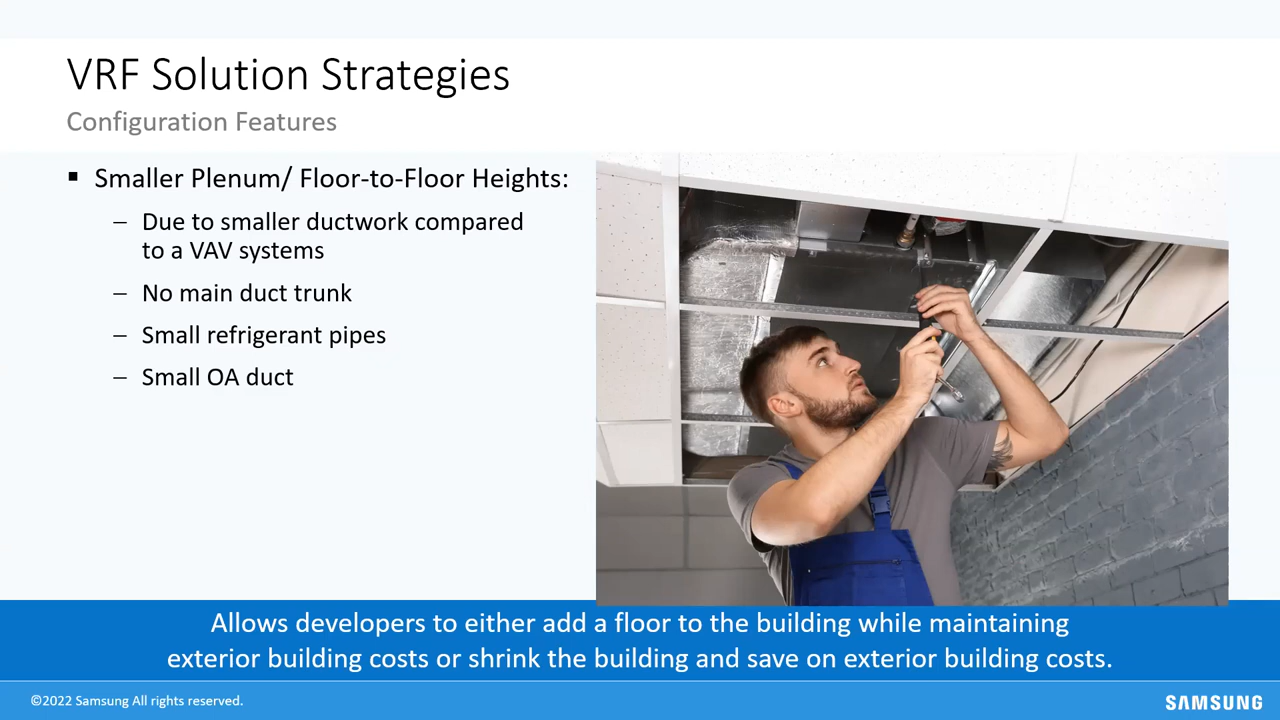 VRF Solution Strategies
Configuration Features
▪ Smaller Plenum/ Floor-to-Floor Heights:
– Due to smaller ductwork compared
to a VAV systems
– No main duct trunk
– Small refrigerant pipes
– Small OA duct
Allows developers to either add a floor to the building while maintaining
exterior building costs or shrink the building and save on exterior building costs.
©2022 Samsung All rights reserved.
SAMSUNG